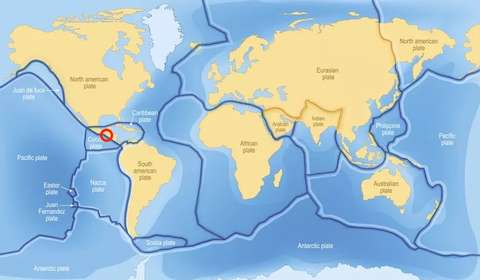 North american
plate
North american
plate
Eurasian
plate
Juan de fuca
plate
Caribbean
plate
Arabian
plate
Indian
plate
Philippine
plate
Cocos
plate
Pacific plate
African
plate
Pacific
plate
South
american
plate
Nazca
plate
Easter
plate
Juan
Fernandez
plate
Australian
plate
Scotia plate
Antarctic plate
Antarctic plate